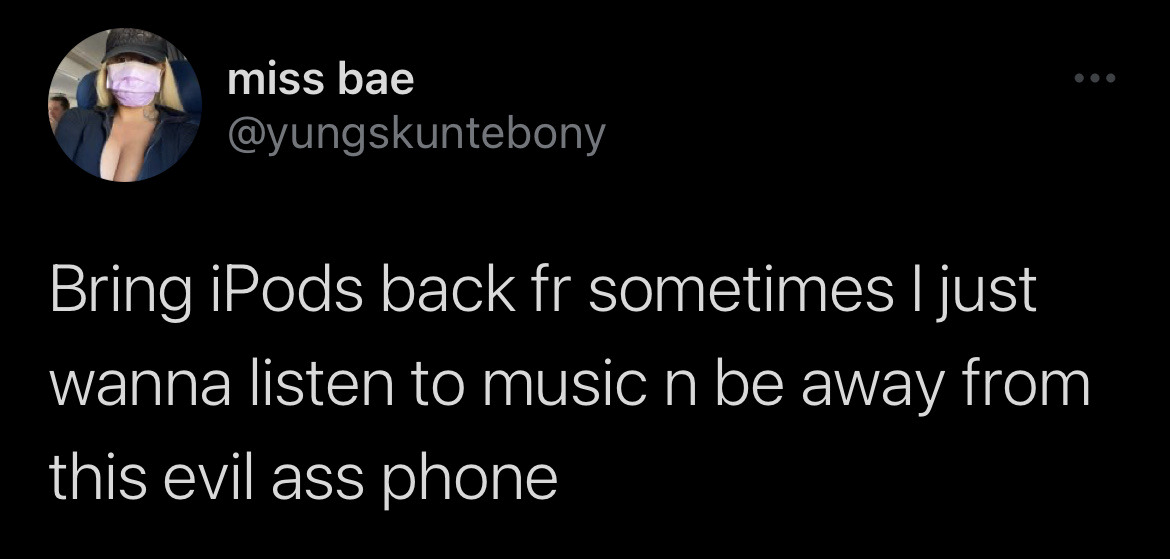 miss bae
@yungskuntebony
Bring iPods back fr sometimes I just
wanna listen to music n be away from
this evil ass phone